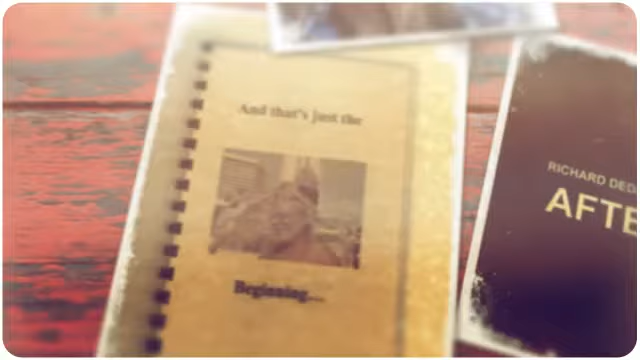 And that's just the
Beginning...
RICHARD DED
AFTE